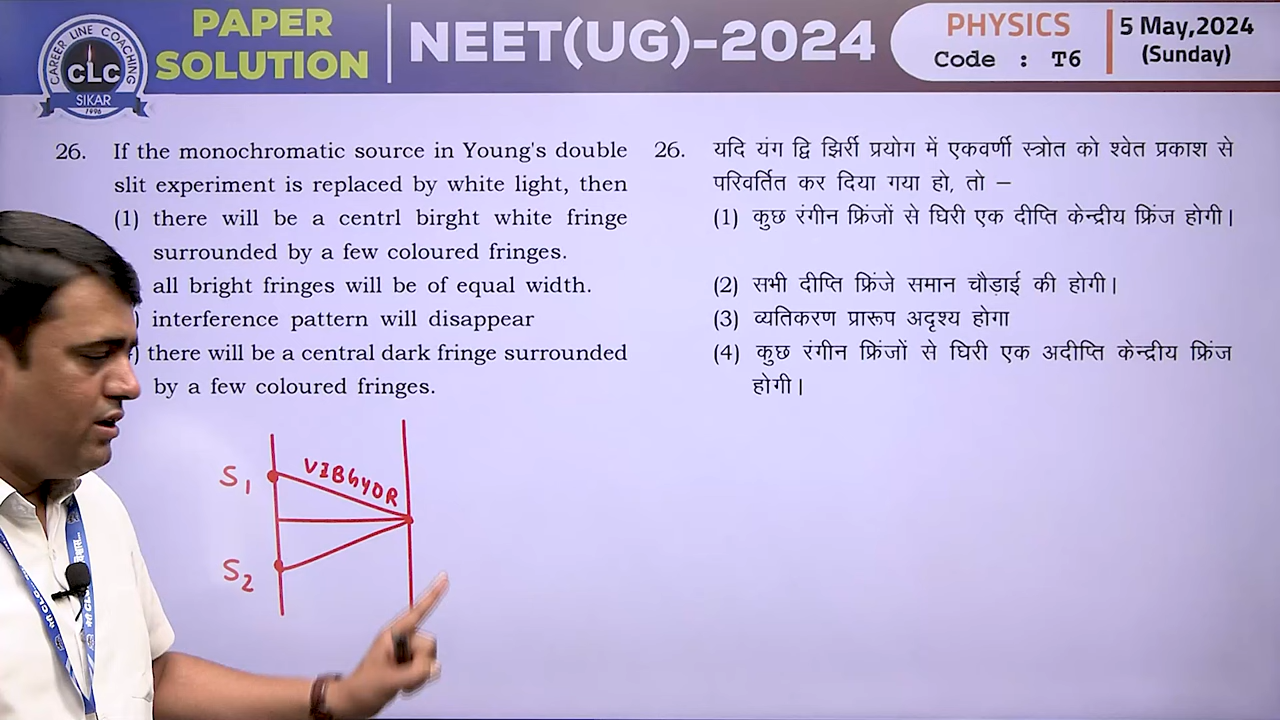 CAREER LINE COACHING
CLC
SIKAR
1996
PAPER
SOLUTION
NEET(UG)-2024
PHYSICS
Code : T6
5 May,2024
(Sunday)
26. If the monochromatic source in Young's double
slit experiment is replaced by white light, then
(1) there will be a centrl birght white fringe
surrounded by a few coloured fringes.
all bright fringes will be of equal width.
) interference pattern will disappear
) there will be a central dark fringe surrounded
by a few coloured fringes.
26. यदि यंग द्वि झिर्री प्रयोग में एकवर्णी स्त्रोत को श्वेत प्रकाश से
परिवर्तित कर दिया गया हो, तो –
(1) कुछ रंगीन फ्रिंजों से घिरी एक दीप्ति केन्द्रीय फ्रिंज होगी।
(2) सभी दीप्ति फ्रिंजे समान चौड़ाई की होगी।
(3) व्यतिकरण प्रारूप अदृश्य होगा
(4) कुछ रंगीन फ्रिंजों से घिरी एक अदीप्ति केन्द्रीय फ्रिंज
होगी।
S1
VIBGYOR
S2